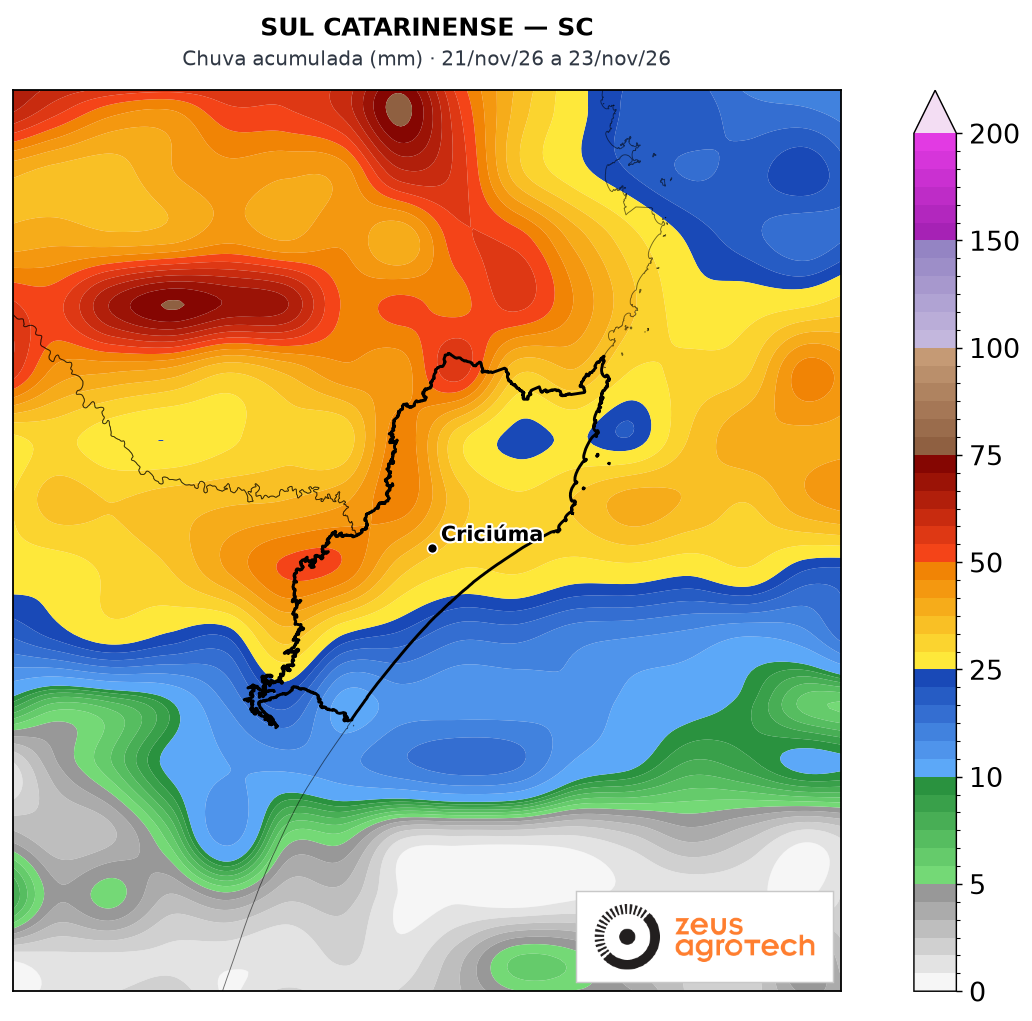 SUL CATARINENSE — SC
Chuva acumulada (mm) · 21/nov/26 a 23/nov/26
200
150
100
75
50
25
10
5
0
Criciúma
zeus
agrotech